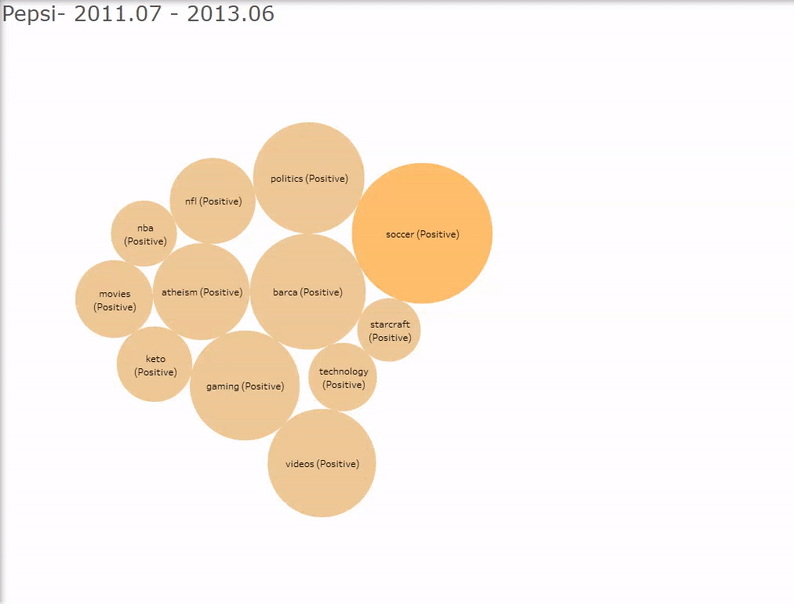 Pepsi- 2011.07 - 2013.06
politics (Positive)
nfl (Positive)
nba
(Positive)
soccer (Positive)
movies
(Positive)
atheism (Positive)
barca (Positive)
starcraft
(Positive)
keto
(Positive)
gaming (Positive)
technology
(Positive)
videos (Positive)